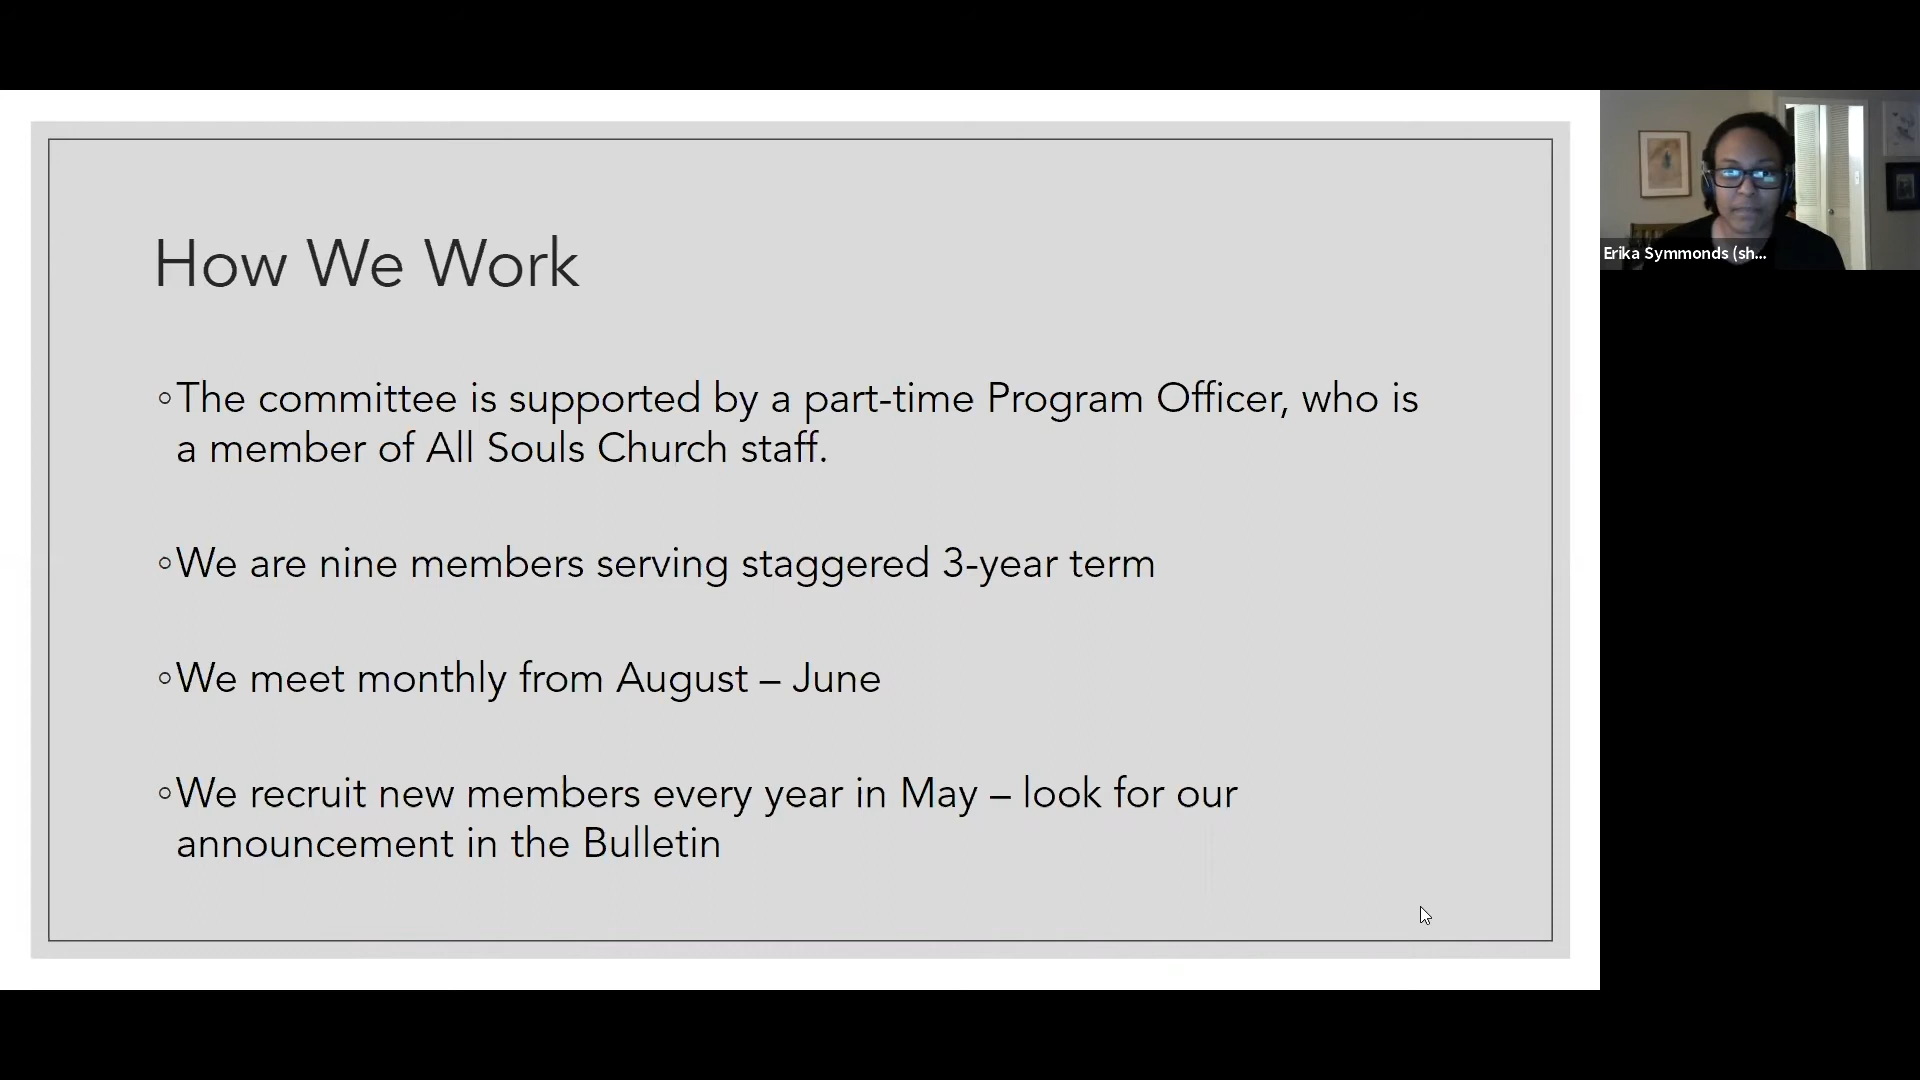 How We Work
◦The committee is supported by a part-time Program Officer, who is
a member of All Souls Church staff.
◦We are nine members serving staggered 3-year term
◦We meet monthly from August – June
◦We recruit new members every year in May – look for our
announcement in the Bulletin
Erika Symmonds (sh...